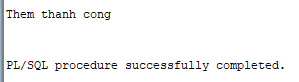 Them thanh cong
PL/SQL procedure successfully completed.